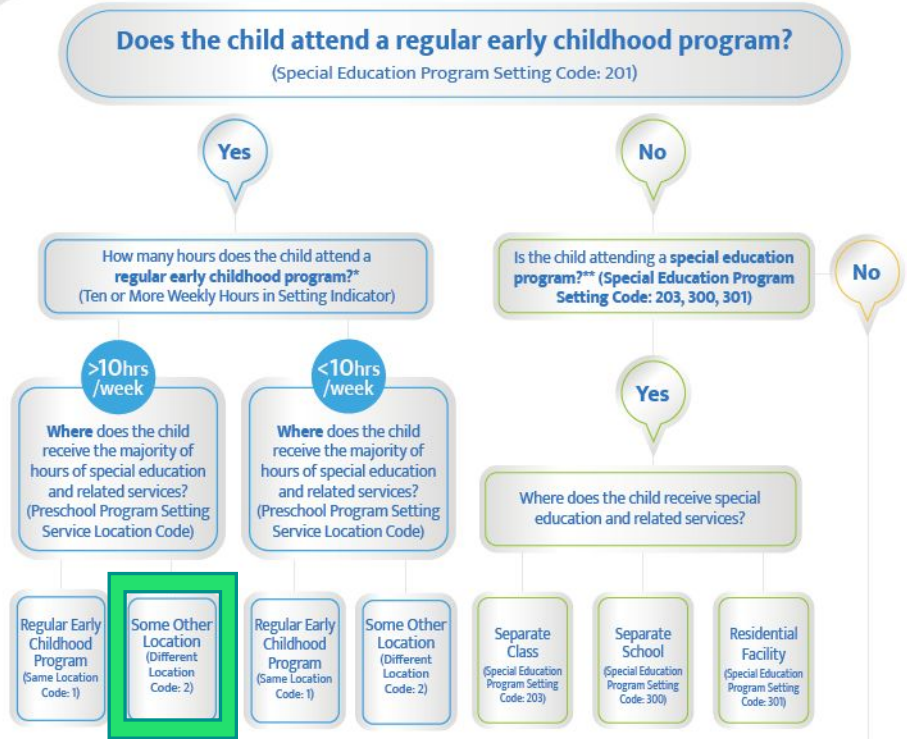 Does the child attend a regular early childhood program?
(Special Education Program Setting Code: 201)
Yes
No
How many hours does the child attend a
regular early childhood program?*
(Ten or More Weekly Hours in Setting Indicator)
Is the child attending a special education
program?** (Special Education Program
Setting Code: 203, 300, 301)
No
>10hrs
/week
Where does the child
receive the majority of
hours of special education
and related services?
(Preschool Program Setting
Service Location Code)
<10hrs
/week
Where does the child
receive the majority of
hours of special education
and related services?
(Preschool Program Setting
Service Location Code)
Yes
Where does the child receive special
education and related services?
Regular Early
Childhood
Program
(Same Location
Code: 1)
Some Other
Location
(Different
Location
Code: 2)
Regular Early
Childhood
Program
(Same Location
Code: 1)
Some Other
Location
(Different
Location
Code: 2)
Separate
Class
(Special Education
Program Setting
Code: 203)
Separate
School
(Special Education
Program Setting
Code: 300)
Residential
Facility
(Special Education
Program Setting
Code: 301)